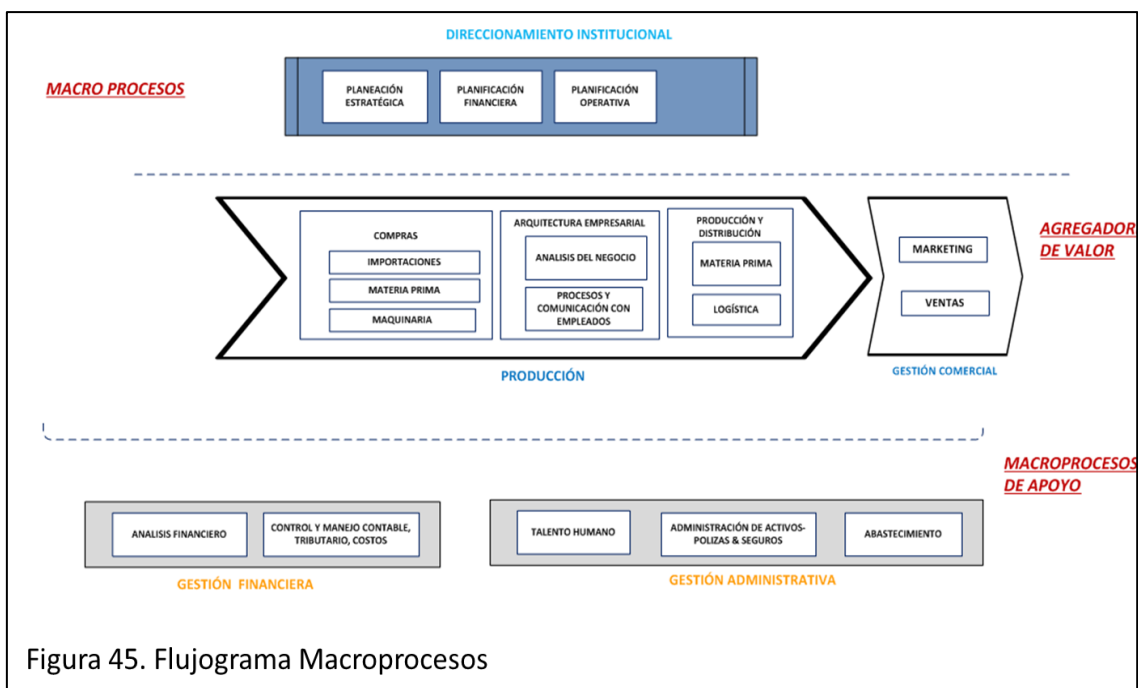 DIRECCIONAMIENTO INSTITUCIONAL
MACRO PROCESOS
PLANEACIÓN
ESTRATÉGICA
PLANIFICACIÓN
FINANCIERA
PLANIFICACIÓN
OPERATIVA
COMPRAS
IMPORTACIONES
MATERIA PRIMA
MAQUINARIA
ARQUITECTURA EMPRESARIAL
ANALISIS DEL NEGOCIO
PROCESOS Y
COMUNICACIÓN CON
EMPLEADOS
PRODUCCIÓN Y
DISTRIBUCIÓN
MATERIA PRIMA
LOGÍSTICA
PRODUCCIÓN
MARKETING
VENTAS
GESTIÓN COMERCIAL
AGREGADOR
DE VALOR
MACROPROCESOS
DE APOYO
ANALISIS FINANCIERO
CONTROL Y MANEJO CONTABLE,
TRIBUTARIO, COSTOS
GESTIÓN FINANCIERA
TALENTO HUMANO
ADMINISTRACIÓN DE ACTIVOS-
POLIZAS & SEGUROS
ABASTECIMIENTO
GESTIÓN ADMINISTRATIVA
Figura 45. Flujograma Macroprocesos